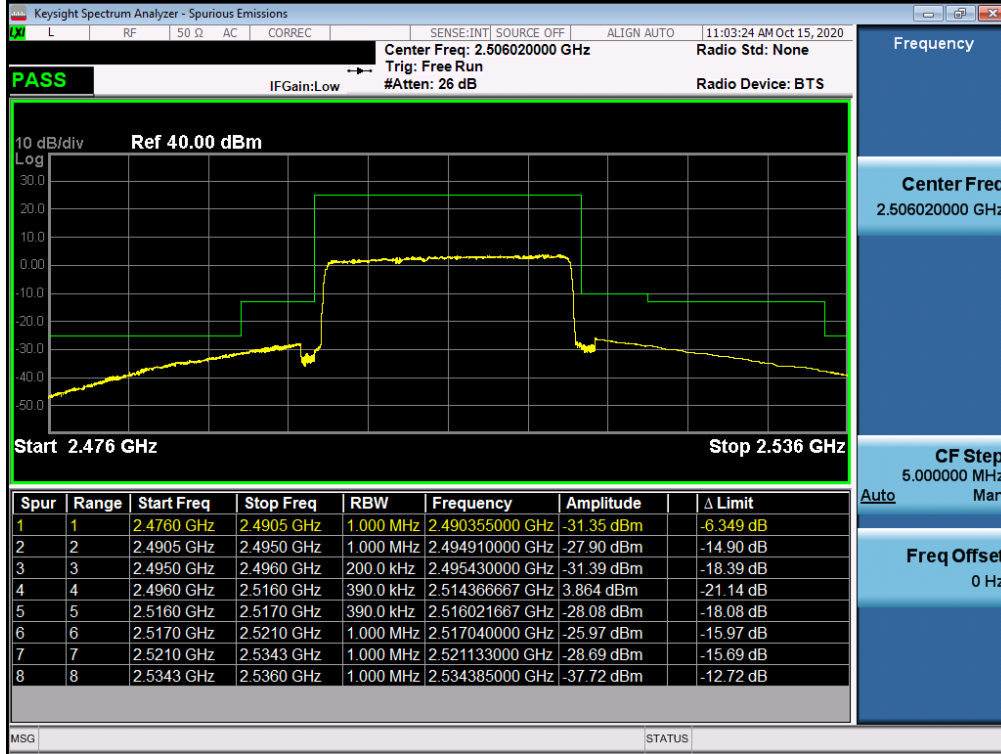 Keysight Spectrum Analyzer - Spurious Emissions
LXI L RF 50 Ω AC CORREC SENSE:INT SOURCE OFF ALIGN AUTO 11:03:24 AM Oct 15, 2020
Center Freq: 2.506020000 GHz Radio Std: None
Trig: Free Run
PASS IFGain:Low #Atten: 26 dB Radio Device: BTS
10 dB/div Ref 40.00 dBm
Log
30.0
20.0
10.0
0.00
-10.0
-20.0
-30.0
-40.0
-50.0
Start 2.476 GHz Stop 2.536 GHz
Spur Range Start Freq Stop Freq RBW Frequency Amplitude Δ Limit
1 1 2.4760 GHz 2.4905 GHz 1.000 MHz 2.490355000 GHz -31.35 dBm -6.349 dB
2 2 2.4905 GHz 2.4950 GHz 1.000 MHz 2.494910000 GHz -27.90 dBm -14.90 dB
3 3 2.4950 GHz 2.4960 GHz 200.0 kHz 2.495430000 GHz -31.39 dBm -18.39 dB
4 4 2.4960 GHz 2.5160 GHz 390.0 kHz 2.514366667 GHz 3.864 dBm -21.14 dB
5 5 2.5160 GHz 2.5170 GHz 390.0 kHz 2.516021667 GHz -28.08 dBm -18.08 dB
6 6 2.5170 GHz 2.5210 GHz 1.000 MHz 2.517040000 GHz -25.97 dBm -15.97 dB
7 7 2.5210 GHz 2.5343 GHz 1.000 MHz 2.521133000 GHz -28.69 dBm -15.69 dB
8 8 2.5343 GHz 2.5360 GHz 1.000 MHz 2.534385000 GHz -37.72 dBm -12.72 dB
MSG STATUS
Frequency
Center Freq
2.506020000 GHz
CF Step
5.000000 MHz
Auto Man
Freq Offset
0 Hz